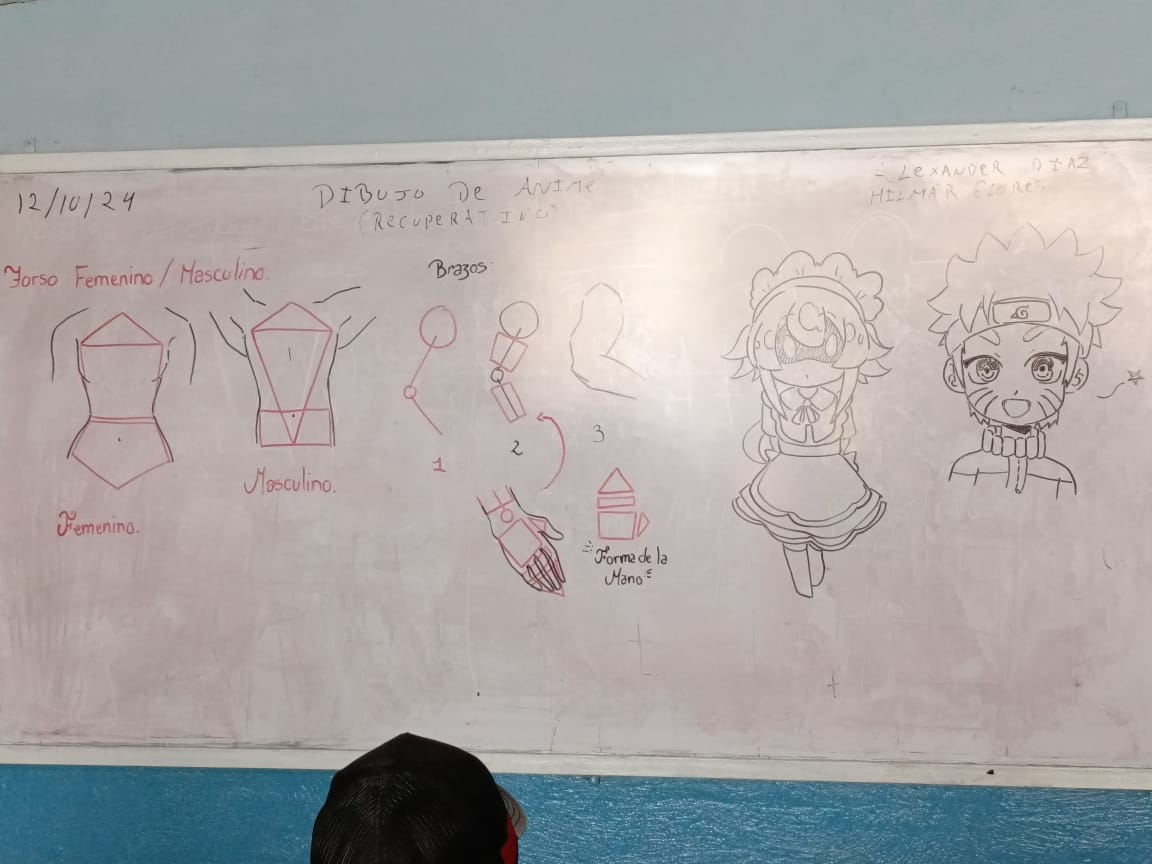 12/10/24
DIBUJO DE ANIME
(RECUPERATIVO)
LEXANDER DIAZ
HILMAR FLORES
Torso Femenino / Masculino.
Brazos:
1
2
3
Masculino.
Femenino.
"Forma de la
Mano"